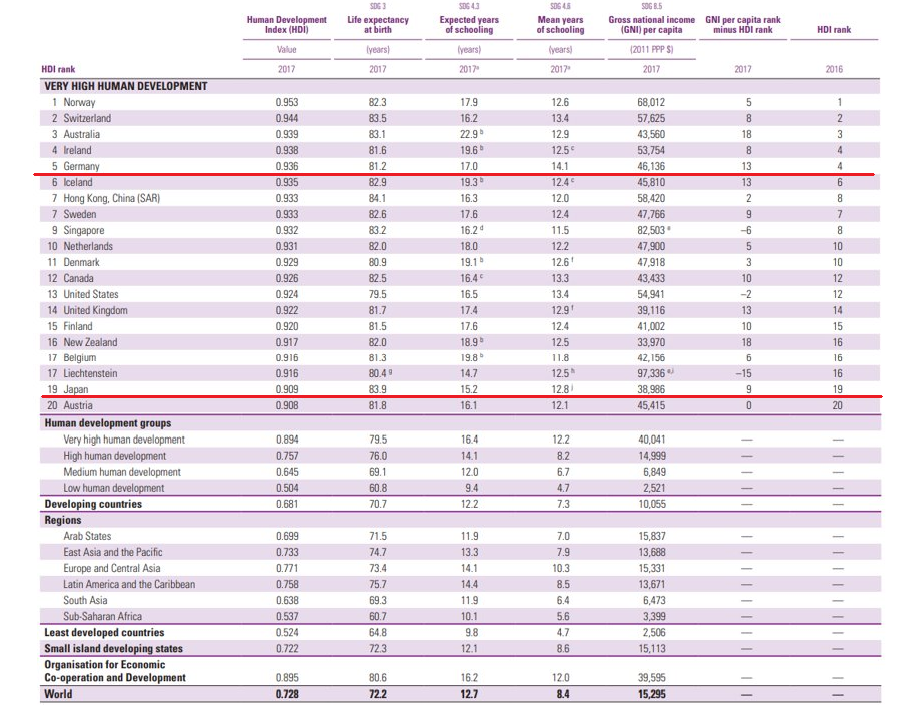 SDG 3 SDG 4.3 SDG 4.6 SDG 8.5
Human Development Index (HDI) Life expectancy at birth Expected years of schooling Mean years of schooling Gross national income (GNI) per capita GNI per capita rank minus HDI rank HDI rank
Value (years) (years) (years) (2011 PPP $)
HDI rank 2017 2017 2017ᵃ 2017ᵃ 2017 2017 2016
VERY HIGH HUMAN DEVELOPMENT
1 Norway 0.953 82.3 17.9 12.6 68,012 5 1
2 Switzerland 0.944 83.5 16.2 13.4 57,625 8 2
3 Australia 0.939 83.1 22.9 ᵇ 12.9 43,560 18 3
4 Ireland 0.938 81.6 19.6 ᵇ 12.5 ᶜ 53,754 8 4
5 Germany 0.936 81.2 17.0 14.1 46,136 13 4
6 Iceland 0.935 82.9 19.3 ᵇ 12.4 ᶜ 45,810 13 6
7 Hong Kong, China (SAR) 0.933 84.1 16.3 12.0 58,420 2 8
7 Sweden 0.933 82.6 17.6 12.4 47,766 9 7
9 Singapore 0.932 83.2 16.2 ᵈ 11.5 82,503 ᵉ –6 8
10 Netherlands 0.931 82.0 18.0 12.2 47,900 5 10
11 Denmark 0.929 80.9 19.1 ᵇ 12.6 ᶠ 47,918 3 10
12 Canada 0.926 82.5 16.4 ᶜ 13.3 43,433 10 12
13 United States 0.924 79.5 16.5 13.4 54,941 –2 12
14 United Kingdom 0.922 81.7 17.4 12.9 ᶠ 39,116 13 14
15 Finland 0.920 81.5 17.6 12.4 41,002 10 15
16 New Zealand 0.917 82.0 18.9 ᵇ 12.5 33,970 18 16
17 Belgium 0.916 81.3 19.8 ᵇ 11.8 42,156 6 16
17 Liechtenstein 0.916 80.4 ᵍ 14.7 12.5 ʰ 97,336 ᵉ,ⁱ –15 16
19 Japan 0.909 83.9 15.2 12.8 ʲ 38,986 9 19
20 Austria 0.908 81.8 16.1 12.1 45,415 0 20
Human development groups
Very high human development 0.894 79.5 16.4 12.2 40,041 — —
High human development 0.757 76.0 14.1 8.2 14,999 — —
Medium human development 0.645 69.1 12.0 6.7 6,849 — —
Low human development 0.504 60.8 9.4 4.7 2,521 — —
Developing countries 0.681 70.7 12.2 7.3 10,055 — —
Regions
Arab States 0.699 71.5 11.9 7.0 15,837 — —
East Asia and the Pacific 0.733 74.7 13.3 7.9 13,688 — —
Europe and Central Asia 0.771 73.4 14.1 10.3 15,331 — —
Latin America and the Caribbean 0.758 75.7 14.4 8.5 13,671 — —
South Asia 0.638 69.3 11.9 6.4 6,473 — —
Sub-Saharan Africa 0.537 60.7 10.1 5.6 3,399 — —
Least developed countries 0.524 64.8 9.8 4.7 2,506 — —
Small island developing states 0.722 72.3 12.1 8.6 15,113 — —
Organisation for Economic
Co-operation and Development 0.895 80.6 16.2 12.0 39,595 — —
World 0.728 72.2 12.7 8.4 15,295 — —